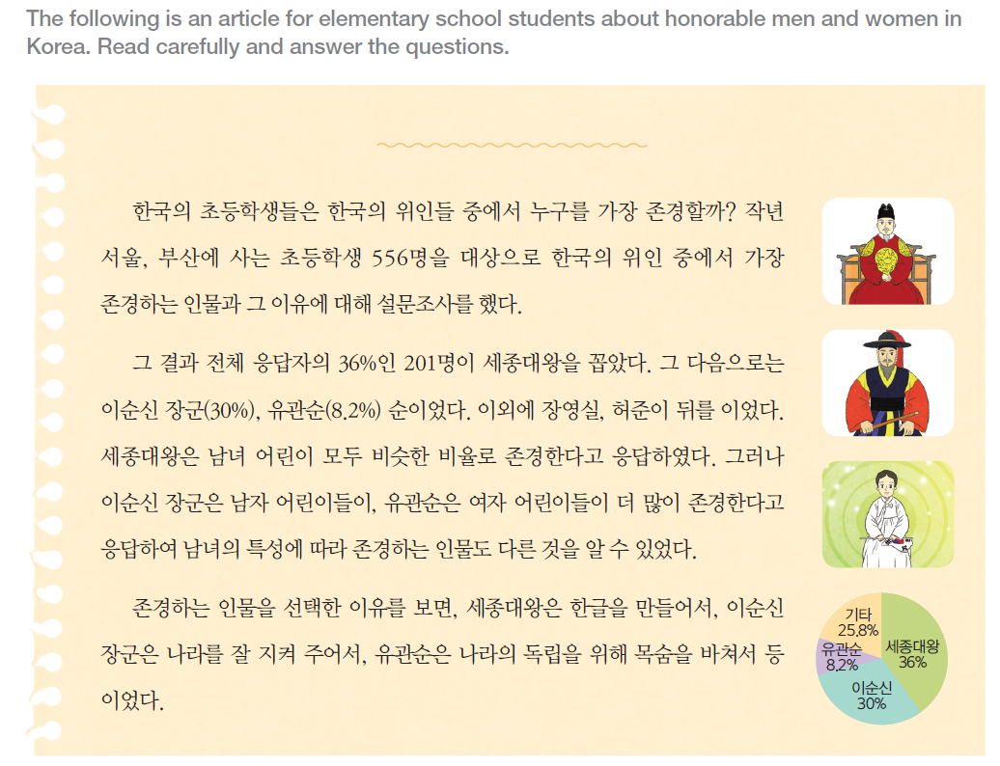 The following is an article for elementary school students about honorable men and women in
Korea. Read carefully and answer the questions.
한국의 초등학생들은 한국의 위인들 중에서 누구를 가장 존경할까? 작년
서울, 부산에 사는 초등학생 556명을 대상으로 한국의 위인 중에서 가장
존경하는 인물과 그 이유에 대해 설문조사를 했다.
그 결과 전체 응답자의 36%인 201명이 세종대왕을 꼽았다. 그 다음으로는
이순신 장군(30%), 유관순(8.2%) 순이었다. 이외에 장영실, 허준이 뒤를 이었다.
세종대왕은 남녀 어린이 모두 비슷한 비율로 존경한다고 응답하였다. 그러나
이순신 장군은 남자 어린이들이, 유관순은 여자 어린이들이 더 많이 존경한다고
응답하여 남녀의 특성에 따라 존경하는 인물도 다른 것을 알 수 있었다.
존경하는 인물을 선택한 이유를 보면, 세종대왕은 한글을 만들어서, 이순신
장군은 나라를 잘 지켜 주어서, 유관순은 나라의 독립을 위해 목숨을 바쳐서 등
이었다.
기타
25.8%
유관순
8.2%
세종대왕
36%
이순신
30%